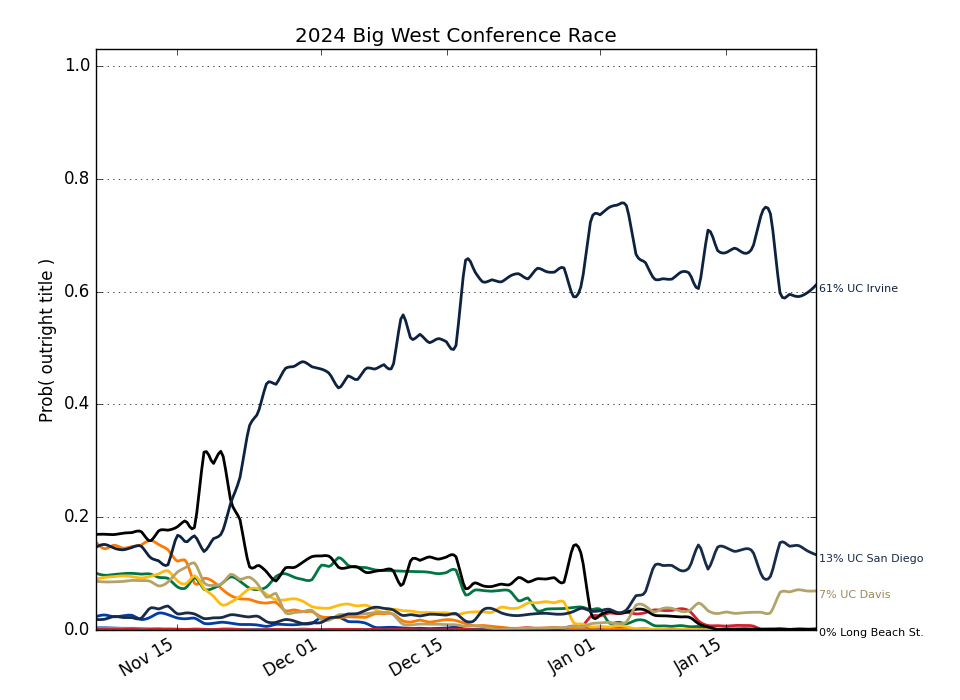 2024 Big West Conference Race
Prob( outright title )
1.0
0.8
0.6
0.4
0.2
0.0
Nov 15
Dec 01
Dec 15
Jan 01
Jan 15
61% UC Irvine
13% UC San Diego
7% UC Davis
0% Long Beach St.